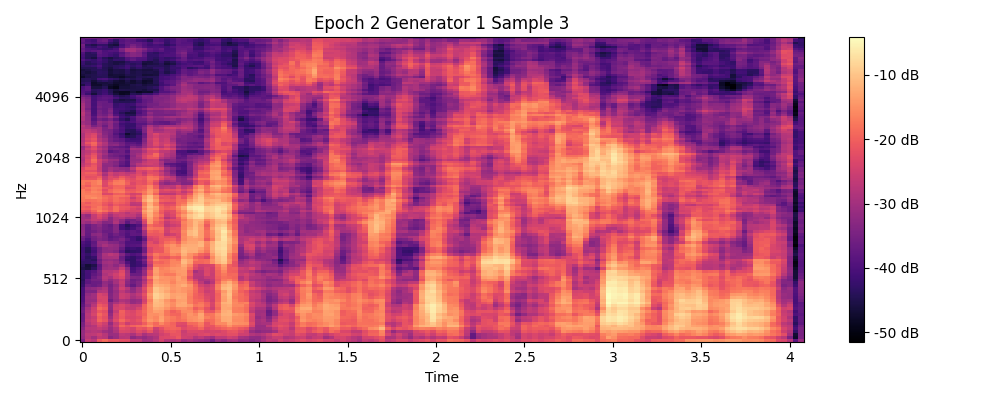 Epoch 2 Generator 1 Sample 3
Hz
4096
2048
1024
512
0
0 0.5 1 1.5 2 2.5 3 3.5 4
Time
-10 dB
-20 dB
-30 dB
-40 dB
-50 dB